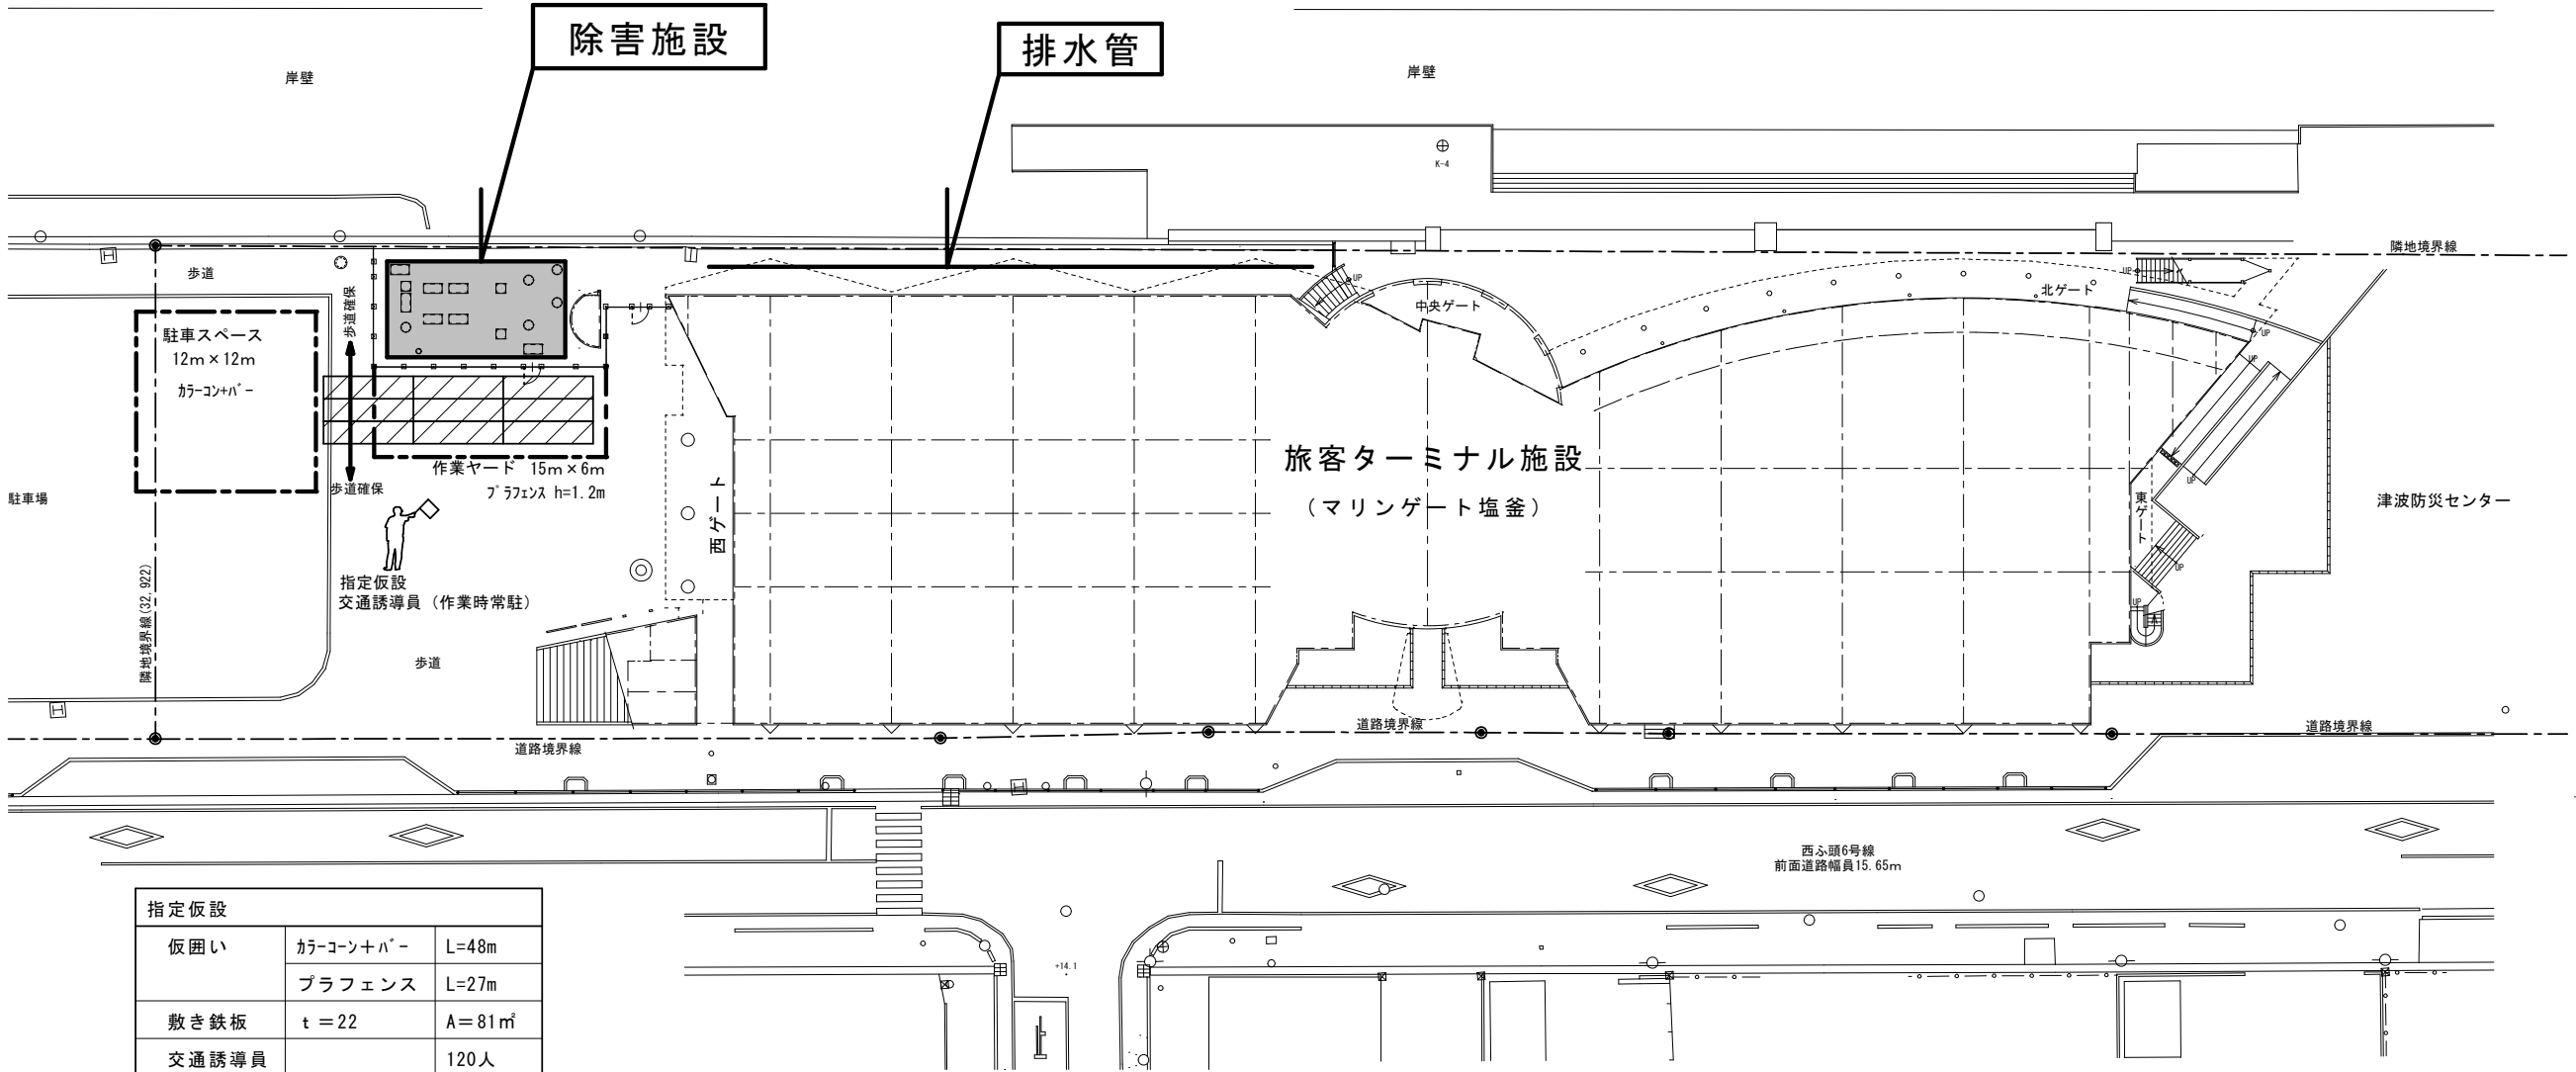 除害施設
排水管
岸壁
岸壁
K-4
隣地境界線
歩道
UP
UP
中央ゲート
北ゲート
UP
歩道確保
駐車スペース
12m×12m
ｶﾗｰｺﾝ+ﾊﾞｰ
UP
旅客ターミナル施設
(マリンゲート塩釜)
作業ヤード 15m×6m
ﾌﾟﾗﾌｪﾝｽ h=1.2m
歩道確保
駐車場
西ゲート
UP
東ゲート
津波防災センター
指定仮設
交通誘導員(作業時常駐)
隣地境界線(32,922)
UP
UP
歩道
道路境界線
道路境界線
道路境界線
西ふ頭6号線
前面道路幅員15.65m
+14.1
指定仮設
仮囲い ｶﾗｰｺｰﾝ+ﾊﾞｰ L=48m
プラフェンス L=27m
敷き鉄板 t=22 A=81㎡
交通誘導員 120人